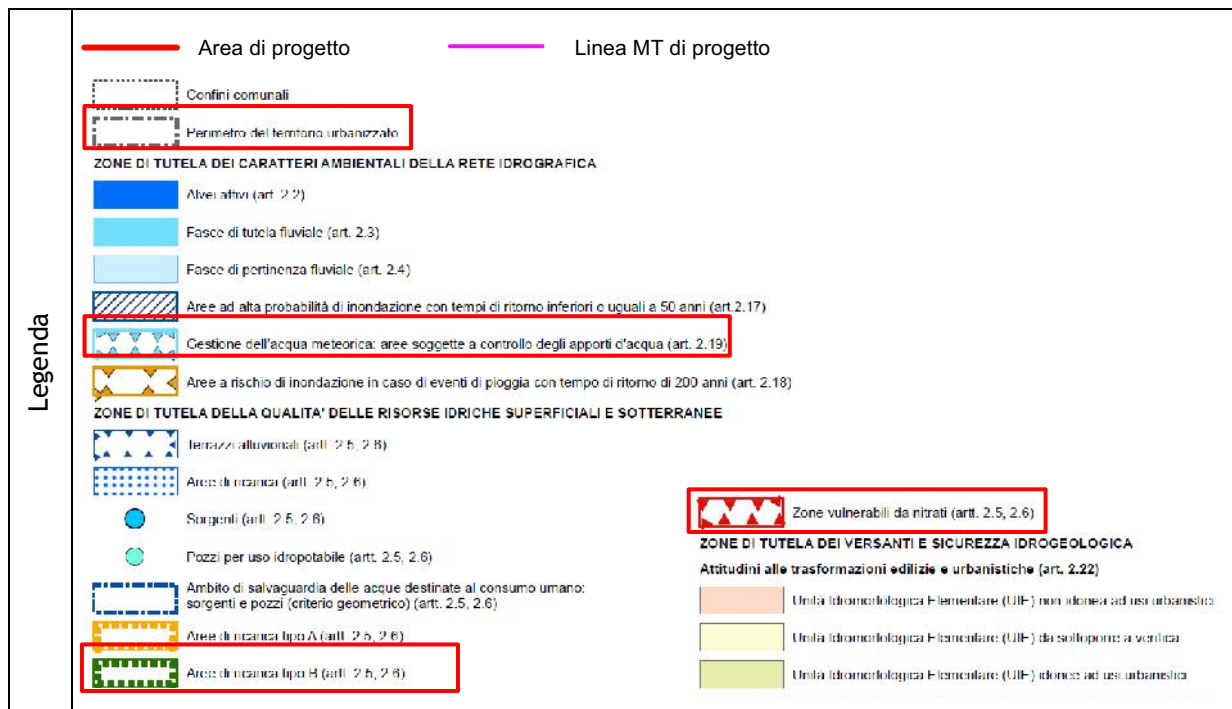 Legenda
Area di progetto
Linea MT di progetto
Confini comunali
Perimetro del territorio urbanizzato
ZONE DI TUTELA DEI CARATTERI AMBIENTALI DELLA RETE IDROGRAFICA
Alvei attivi (art. 2.2)
Fasce di tutela fluviale (art. 2.3)
Fasce di pertinenza fluviale (art. 2.4)
Aree ad alta probabilità di inondazione con tempi di ritorno inferiori o uguali a 50 anni (art.2.17)
Gestione dell'acqua meteorica: aree soggette a controllo degli apporti d'acqua (art. 2.19)
Aree a rischio di inondazione in caso di eventi di pioggia con tempo di ritorno di 200 anni (art. 2.18)
ZONE DI TUTELA DELLA QUALITA' DELLE RISORSE IDRICHE SUPERFICIALI E SOTTERRANEE
Terrazzi alluvionali (artt. 2.5, 2.6)
Aree di ricarica (artt. 2.5, 2.6)
Sorgenti (artt. 2.5, 2.6)
Pozzi per uso idropotabile (artt. 2.5, 2.6)
Ambito di salvaguardia delle acque destinate al consumo umano:
sorgenti e pozzi (criterio geometrico) (artt. 2.5, 2.6)
Aree di ricarica tipo A (artt. 2.5, 2.6)
Aree di ricarica tipo B (artt. 2.5, 2.6)
Zone vulnerabili da nitrati (artt. 2.5, 2.6)
ZONE DI TUTELA DEI VERSANTI E SICUREZZA IDROGEOLOGICA
Attitudini alle trasformazioni edilizie e urbanistiche (art. 2.22)
Unità Idromorfologica Elementare (UIE) non idonea ad usi urbanistici
Unità Idromorfologica Elementare (UIE) da sottoporre a verifica
Unità Idromorfologica Elementare (UIE) idonee ad usi urbanistici